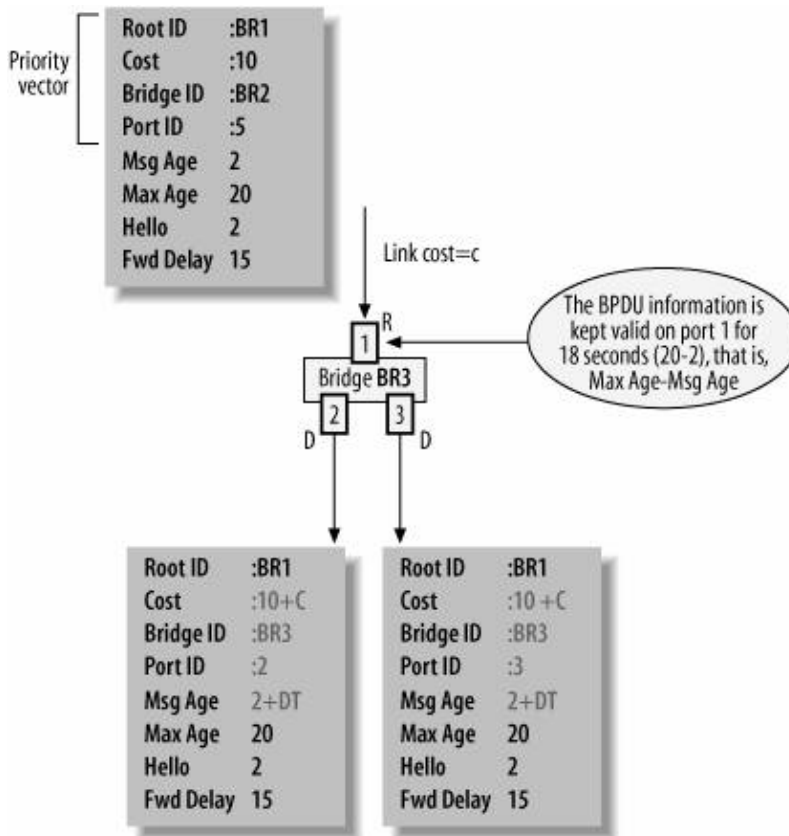 Root ID :BR1
Priority vector
Cost :10
Bridge ID :BR2
Port ID :5
Msg Age 2
Max Age 20
Hello 2
Fwd Delay 15
Link cost=c
R
1
The BPDU information is
kept valid on port 1 for
18 seconds (20-2), that is,
Max Age-Msg Age
Bridge BR3
2 3
D D
Root ID :BR1
Cost :10+C
Bridge ID :BR3
Port ID :2
Msg Age 2+DT
Max Age 20
Hello 2
Fwd Delay 15
Root ID :BR1
Cost :10 +C
Bridge ID :BR3
Port ID :3
Msg Age 2+DT
Max Age 20
Hello 2
Fwd Delay 15